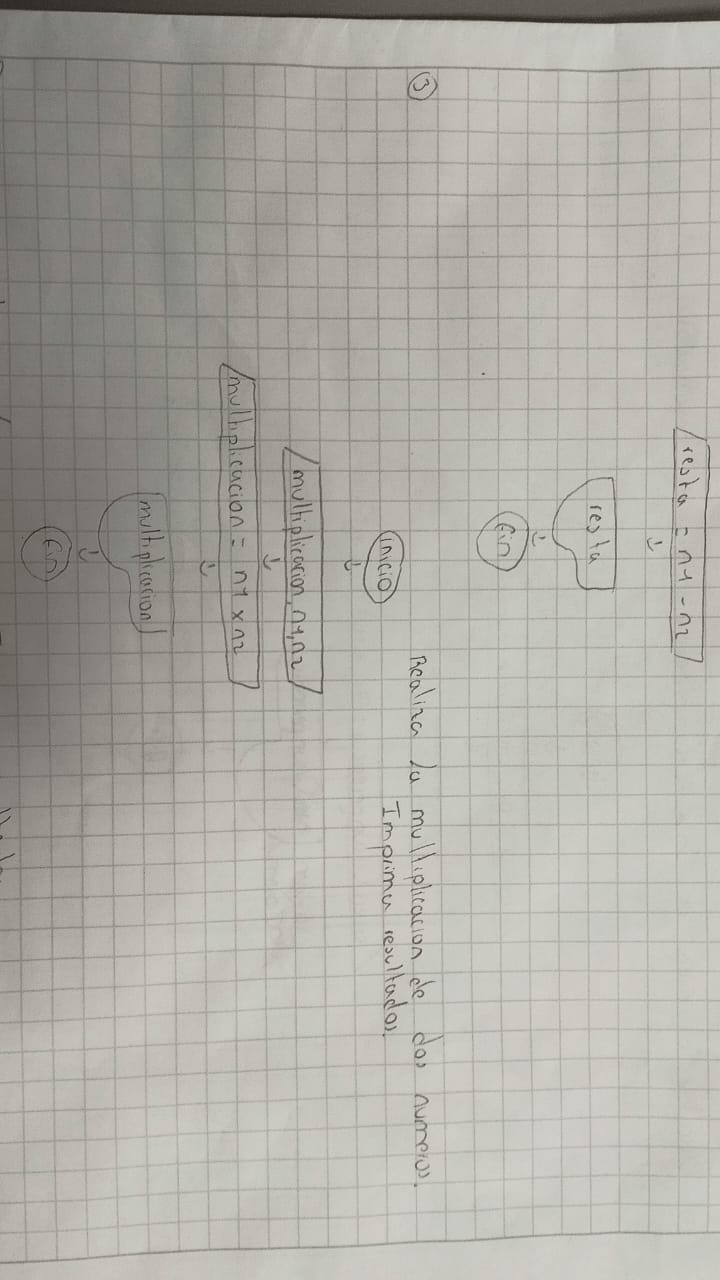 resta = n1 - n2
resta
fin
③ Realiza la multiplicacion de dos numeros.
Imprimir resultados.
inicio
multiplicacion, n1, n2
multiplicacion = n1 x n2
multiplicacion
fin